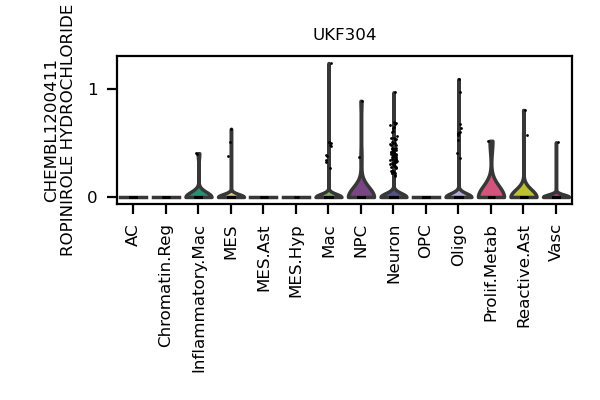 UKF304
CHEMBL1200411
ROPINIROLE HYDROCHLORIDE
1
0
AC
Chromatin.Reg
Inflammatory.Mac
MES
MES.Ast
MES.Hyp
Mac
NPC
Neuron
OPC
Oligo
Prolif.Metab
Reactive.Ast
Vasc